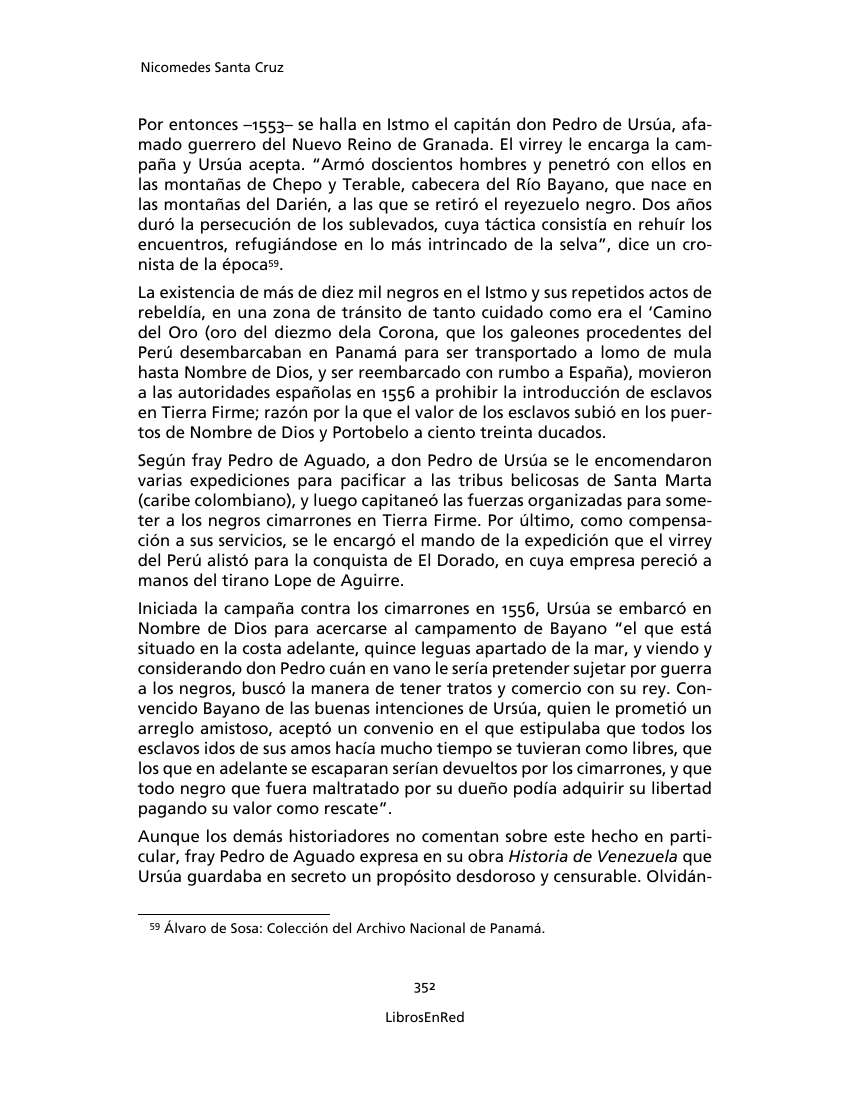 Nicomedes Santa Cruz
Por entonces –1553– se halla en Istmo el capitán don Pedro de Ursúa, afa-
mado guerrero del Nuevo Reino de Granada. El virrey le encarga la cam-
paña y Ursúa acepta. “Armó doscientos hombres y penetró con ellos en
las montañas de Chepo y Terable, cabecera del Río Bayano, que nace en
las montañas del Darién, a las que se retiró el reyezuelo negro. Dos años
duró la persecución de los sublevados, cuya táctica consistía en rehuír los
encuentros, refugiándose en lo más intrincado de la selva”, dice un cro-
nista de la época59.
La existencia de más de diez mil negros en el Istmo y sus repetidos actos de
rebeldía, en una zona de tránsito de tanto cuidado como era el ‘Camino
del Oro (oro del diezmo dela Corona, que los galeones procedentes del
Perú desembarcaban en Panamá para ser transportado a lomo de mula
hasta Nombre de Dios, y ser reembarcado con rumbo a España), movieron
a las autoridades españolas en 1556 a prohibir la introducción de esclavos
en Tierra Firme; razón por la que el valor de los esclavos subió en los puer-
tos de Nombre de Dios y Portobelo a ciento treinta ducados.
Según fray Pedro de Aguado, a don Pedro de Ursúa se le encomendaron
varias expediciones para pacificar a las tribus belicosas de Santa Marta
(caribe colombiano), y luego capitaneó las fuerzas organizadas para some-
ter a los negros cimarrones en Tierra Firme. Por último, como compensa-
ción a sus servicios, se le encargó el mando de la expedición que el virrey
del Perú alistó para la conquista de El Dorado, en cuya empresa pereció a
manos del tirano Lope de Aguirre.
Iniciada la campaña contra los cimarrones en 1556, Ursúa se embarcó en
Nombre de Dios para acercarse al campamento de Bayano “el que está
situado en la costa adelante, quince leguas apartado de la mar, y viendo y
considerando don Pedro cuán en vano le sería pretender sujetar por guerra
a los negros, buscó la manera de tener tratos y comercio con su rey. Con-
vencido Bayano de las buenas intenciones de Ursúa, quien le prometió un
arreglo amistoso, aceptó un convenio en el que estipulaba que todos los
esclavos idos de sus amos hacía mucho tiempo se tuvieran como libres, que
los que en adelante se escaparan serían devueltos por los cimarrones, y que
todo negro que fuera maltratado por su dueño podía adquirir su libertad
pagando su valor como rescate”.
Aunque los demás historiadores no comentan sobre este hecho en parti-
cular, fray Pedro de Aguado expresa en su obra Historia de Venezuela que
Ursúa guardaba en secreto un propósito desdoroso y censurable. Olvidán-
59 Álvaro de Sosa: Colección del Archivo Nacional de Panamá.
352
LibrosEnRed